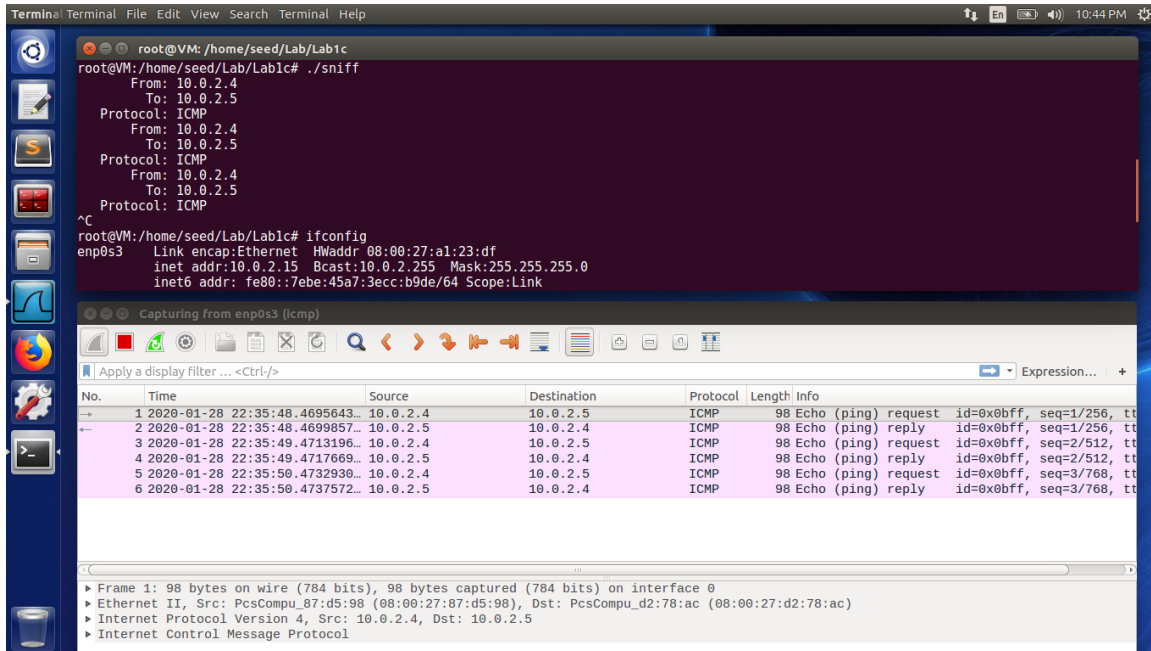 Terminal Terminal File Edit View Search Terminal Help En 10:44 PM
root@VM: /home/seed/Lab/Lab1c
root@VM:/home/seed/Lab/Lab1c# ./sniff
From: 10.0.2.4
To: 10.0.2.5
Protocol: ICMP
From: 10.0.2.4
To: 10.0.2.5
Protocol: ICMP
From: 10.0.2.4
To: 10.0.2.5
Protocol: ICMP
^C
root@VM:/home/seed/Lab/Lab1c# ifconfig
enp0s3 Link encap:Ethernet HWaddr 08:00:27:a1:23:df
inet addr:10.0.2.15 Bcast:10.0.2.255 Mask:255.255.255.0
inet6 addr: fe80::7ebe:45a7:3ecc:b9de/64 Scope:Link
Capturing from enp0s3 (icmp)
Apply a display filter … <Ctrl-/> Expression… +
No. Time Source Destination Protocol Length Info
1 2020-01-28 22:35:48.4695643… 10.0.2.4 10.0.2.5 ICMP 98 Echo (ping) request id=0x0bff, seq=1/256, tt
2 2020-01-28 22:35:48.4699857… 10.0.2.5 10.0.2.4 ICMP 98 Echo (ping) reply id=0x0bff, seq=1/256, tt
3 2020-01-28 22:35:49.4713196… 10.0.2.4 10.0.2.5 ICMP 98 Echo (ping) request id=0x0bff, seq=2/512, tt
4 2020-01-28 22:35:49.4717669… 10.0.2.5 10.0.2.4 ICMP 98 Echo (ping) reply id=0x0bff, seq=2/512, tt
5 2020-01-28 22:35:50.4732930… 10.0.2.4 10.0.2.5 ICMP 98 Echo (ping) request id=0x0bff, seq=3/768, tt
6 2020-01-28 22:35:50.4737572… 10.0.2.5 10.0.2.4 ICMP 98 Echo (ping) reply id=0x0bff, seq=3/768, tt
Frame 1: 98 bytes on wire (784 bits), 98 bytes captured (784 bits) on interface 0
Ethernet II, Src: PcsCompu_87:d5:98 (08:00:27:87:d5:98), Dst: PcsCompu_d2:78:ac (08:00:27:d2:78:ac)
Internet Protocol Version 4, Src: 10.0.2.4, Dst: 10.0.2.5
Internet Control Message Protocol